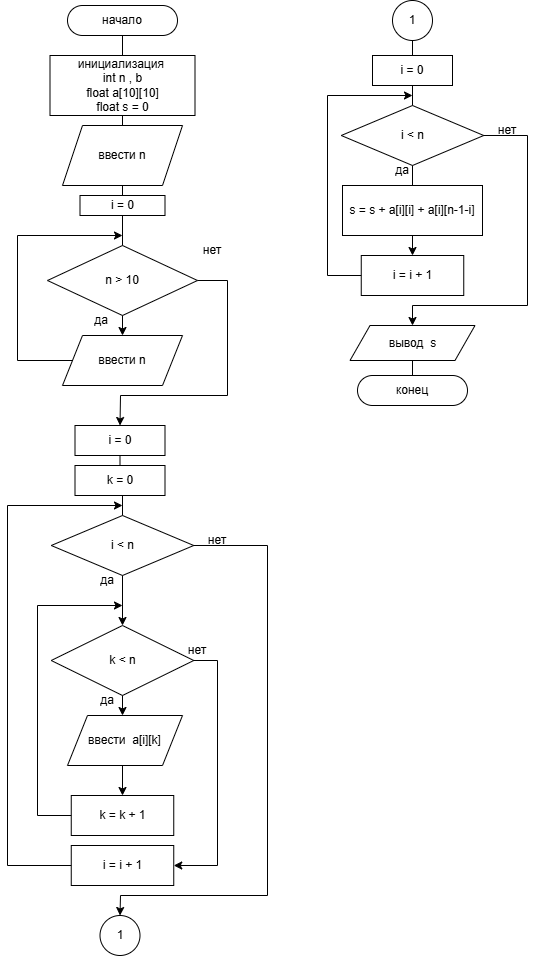 начало
инициализация
int n , b
float a[10][10]
float s = 0
ввести n
i = 0
нет
n > 10
да
ввести n
i = 0
k = 0
i < n
нет
да
k < n
нет
да
ввести a[i][k]
k = k + 1
i = i + 1
1
1
i = 0
i < n
нет
да
s = s + a[i][i] + a[i][n-1-i]
i = i + 1
вывод s
конец